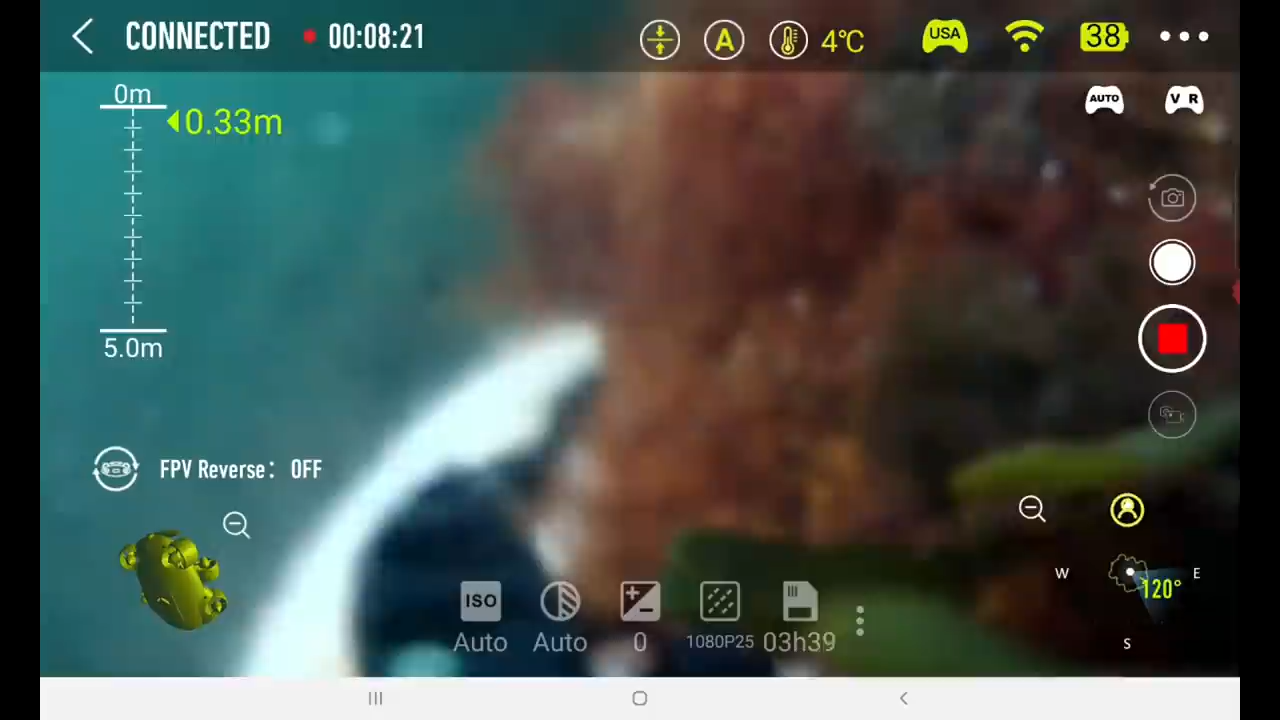 CONNECTED 00:08:21 A 4℃ USA 38
0m
0.33m
AUTO V R
5.0m
FPV Reverse: OFF
W E
120°
S
ISO
Auto Auto 0 1080P25 03h39